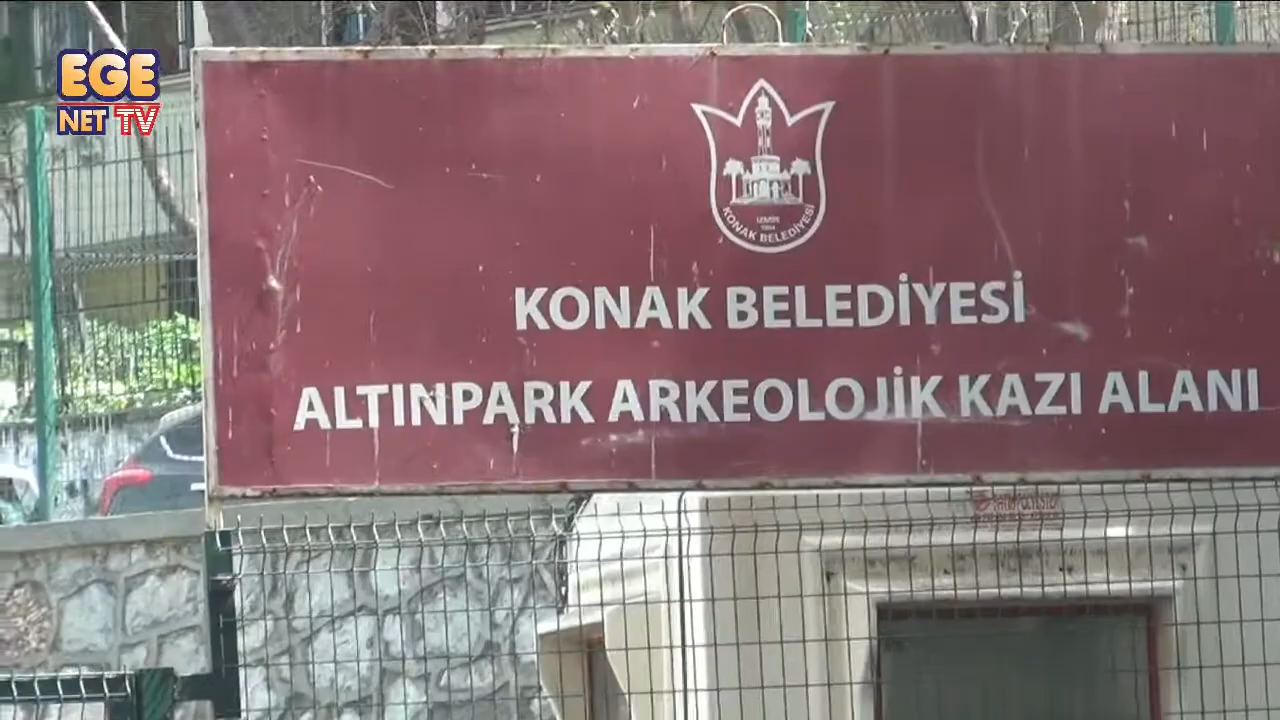 EGE
NET TV
KONAK BELEDİYESİ
KONAK BELEDİYESİ
ALTINPARK ARKEOLOJİK KAZI ALANI